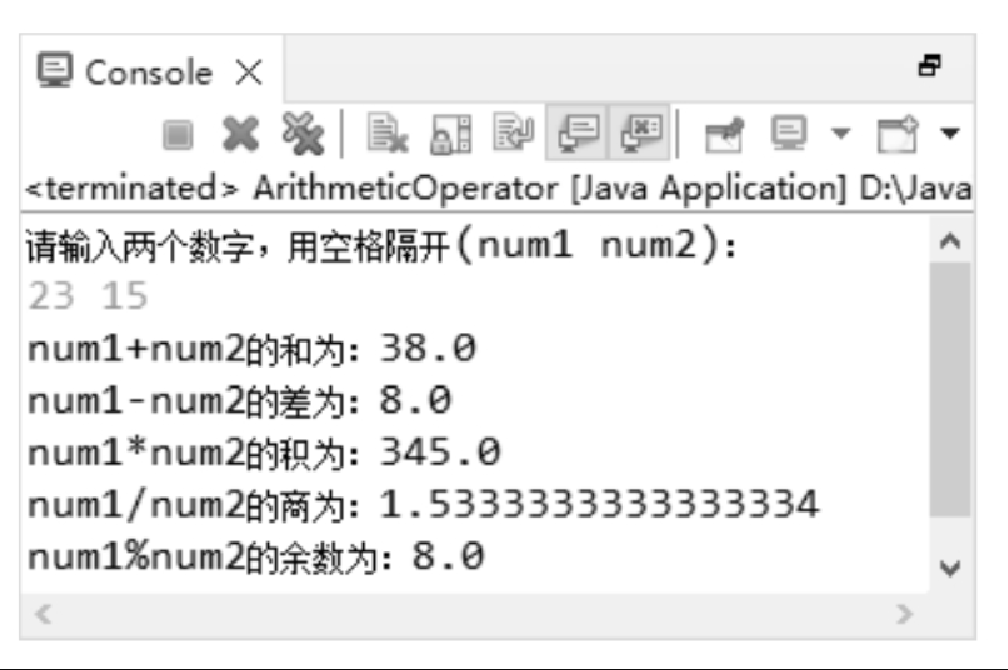 Console
<terminated> ArithmeticOperator [Java Application] D:\Java
请输入两个数字，用空格隔开(num1 num2)：
23 15
num1+num2的和为：38.0
num1-num2的差为：8.0
num1*num2的积为：345.0
num1/num2的商为：1.5333333333333334
num1%num2的余数为：8.0